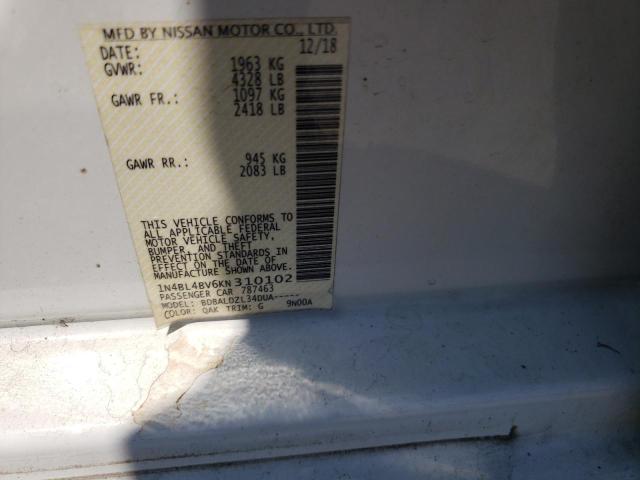 MFD BY NISSAN MOTOR CO., LTD.
DATE: 12/18
GVWR: 1963 KG
4328 LB
GAWR FR.: 1097 KG
2418 LB
GAWR RR.: 945 KG
2083 LB
THIS VEHICLE CONFORMS TO
ALL APPLICABLE FEDERAL
MOTOR VEHICLE SAFETY,
BUMPER, AND THEFT
PREVENTION STANDARDS IN
EFFECT ON THE DATE OF
MANUFACTURE SHOWN ABOVE.
1N4BL4BV6KN310102
PASSENGER CAR 787463
MODEL: BDBALDZL34DUA-----
COLOR: QAK TRIM: G 9N00A